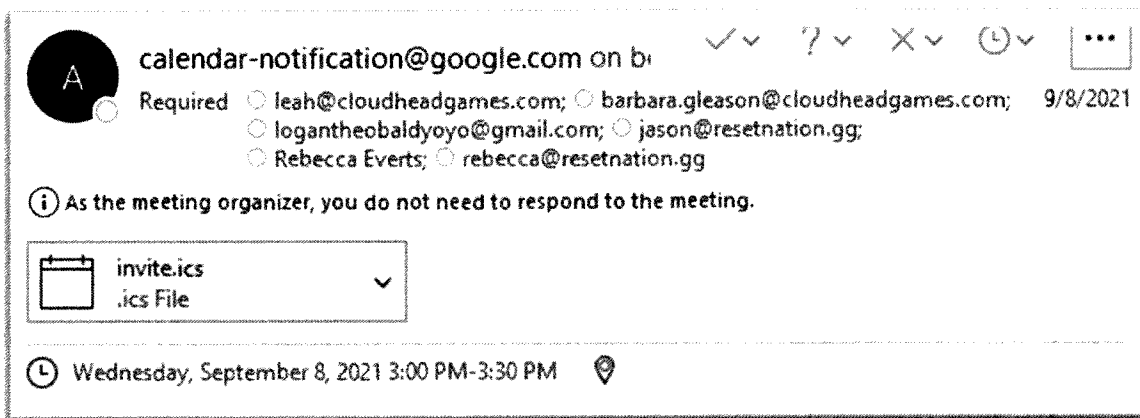 A
calendar-notification@google.com on b
Required leah@cloudheadgames.com; barbara.gleason@cloudheadgames.com; 9/8/2021
logantheobaldyoyo@gmail.com; jason@resetnation.gg;
Rebecca Everts; rebecca@resetnation.gg
As the meeting organizer, you do not need to respond to the meeting.
invite.ics
.ics File
Wednesday, September 8, 2021 3:00 PM-3:30 PM